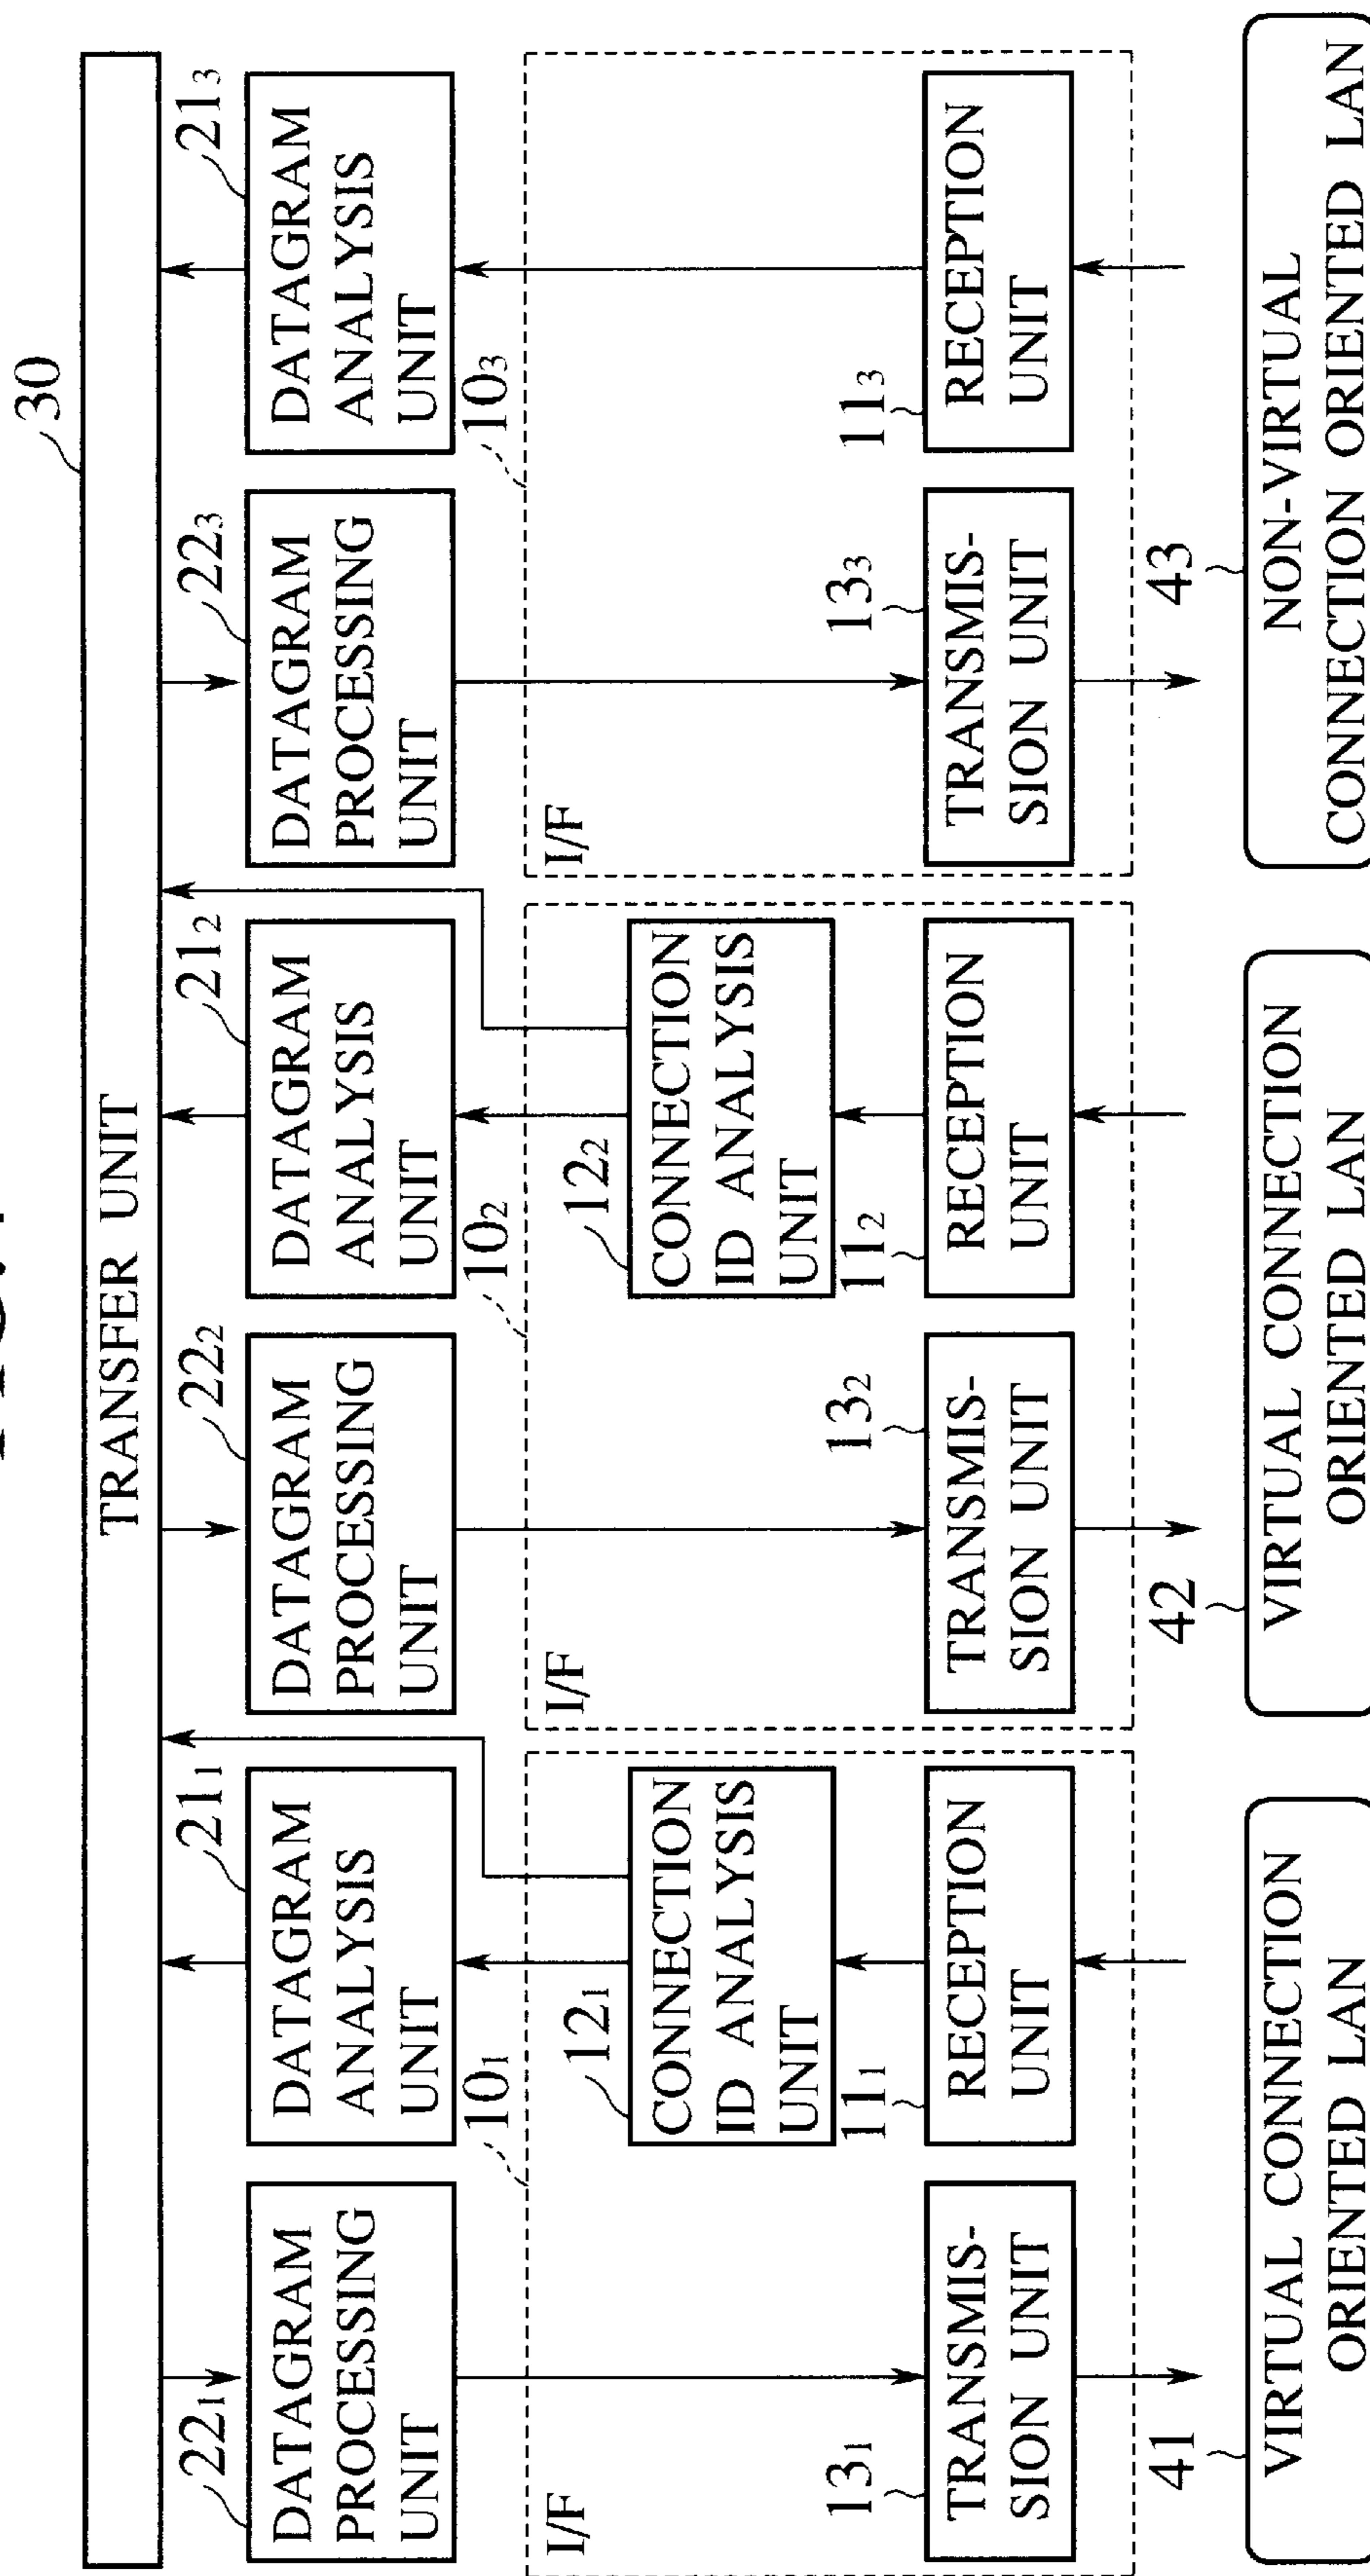 30
TRANSFER UNIT
22₁
21₁
22₂
21₂
22₃
21₃
DATAGRAM
PROCESSING
UNIT
DATAGRAM
ANALYSIS
UNIT
DATAGRAM
PROCESSING
UNIT
DATAGRAM
ANALYSIS
UNIT
DATAGRAM
PROCESSING
UNIT
DATAGRAM
ANALYSIS
UNIT
10₁
10₂
10₃
I/F
12₁
CONNECTION
ID ANALYSIS
UNIT
I/F
12₂
CONNECTION
ID ANALYSIS
UNIT
I/F
13₁
11₁
13₂
11₂
13₃
11₃
TRANSMIS-
SION UNIT
RECEPTION
UNIT
TRANSMIS-
SION UNIT
RECEPTION
UNIT
TRANSMIS-
SION UNIT
RECEPTION
UNIT
41
VIRTUAL CONNECTION
ORIENTED LAN
42
VIRTUAL CONNECTION
ORIENTED LAN
43
NON-VIRTUAL
CONNECTION ORIENTED LAN